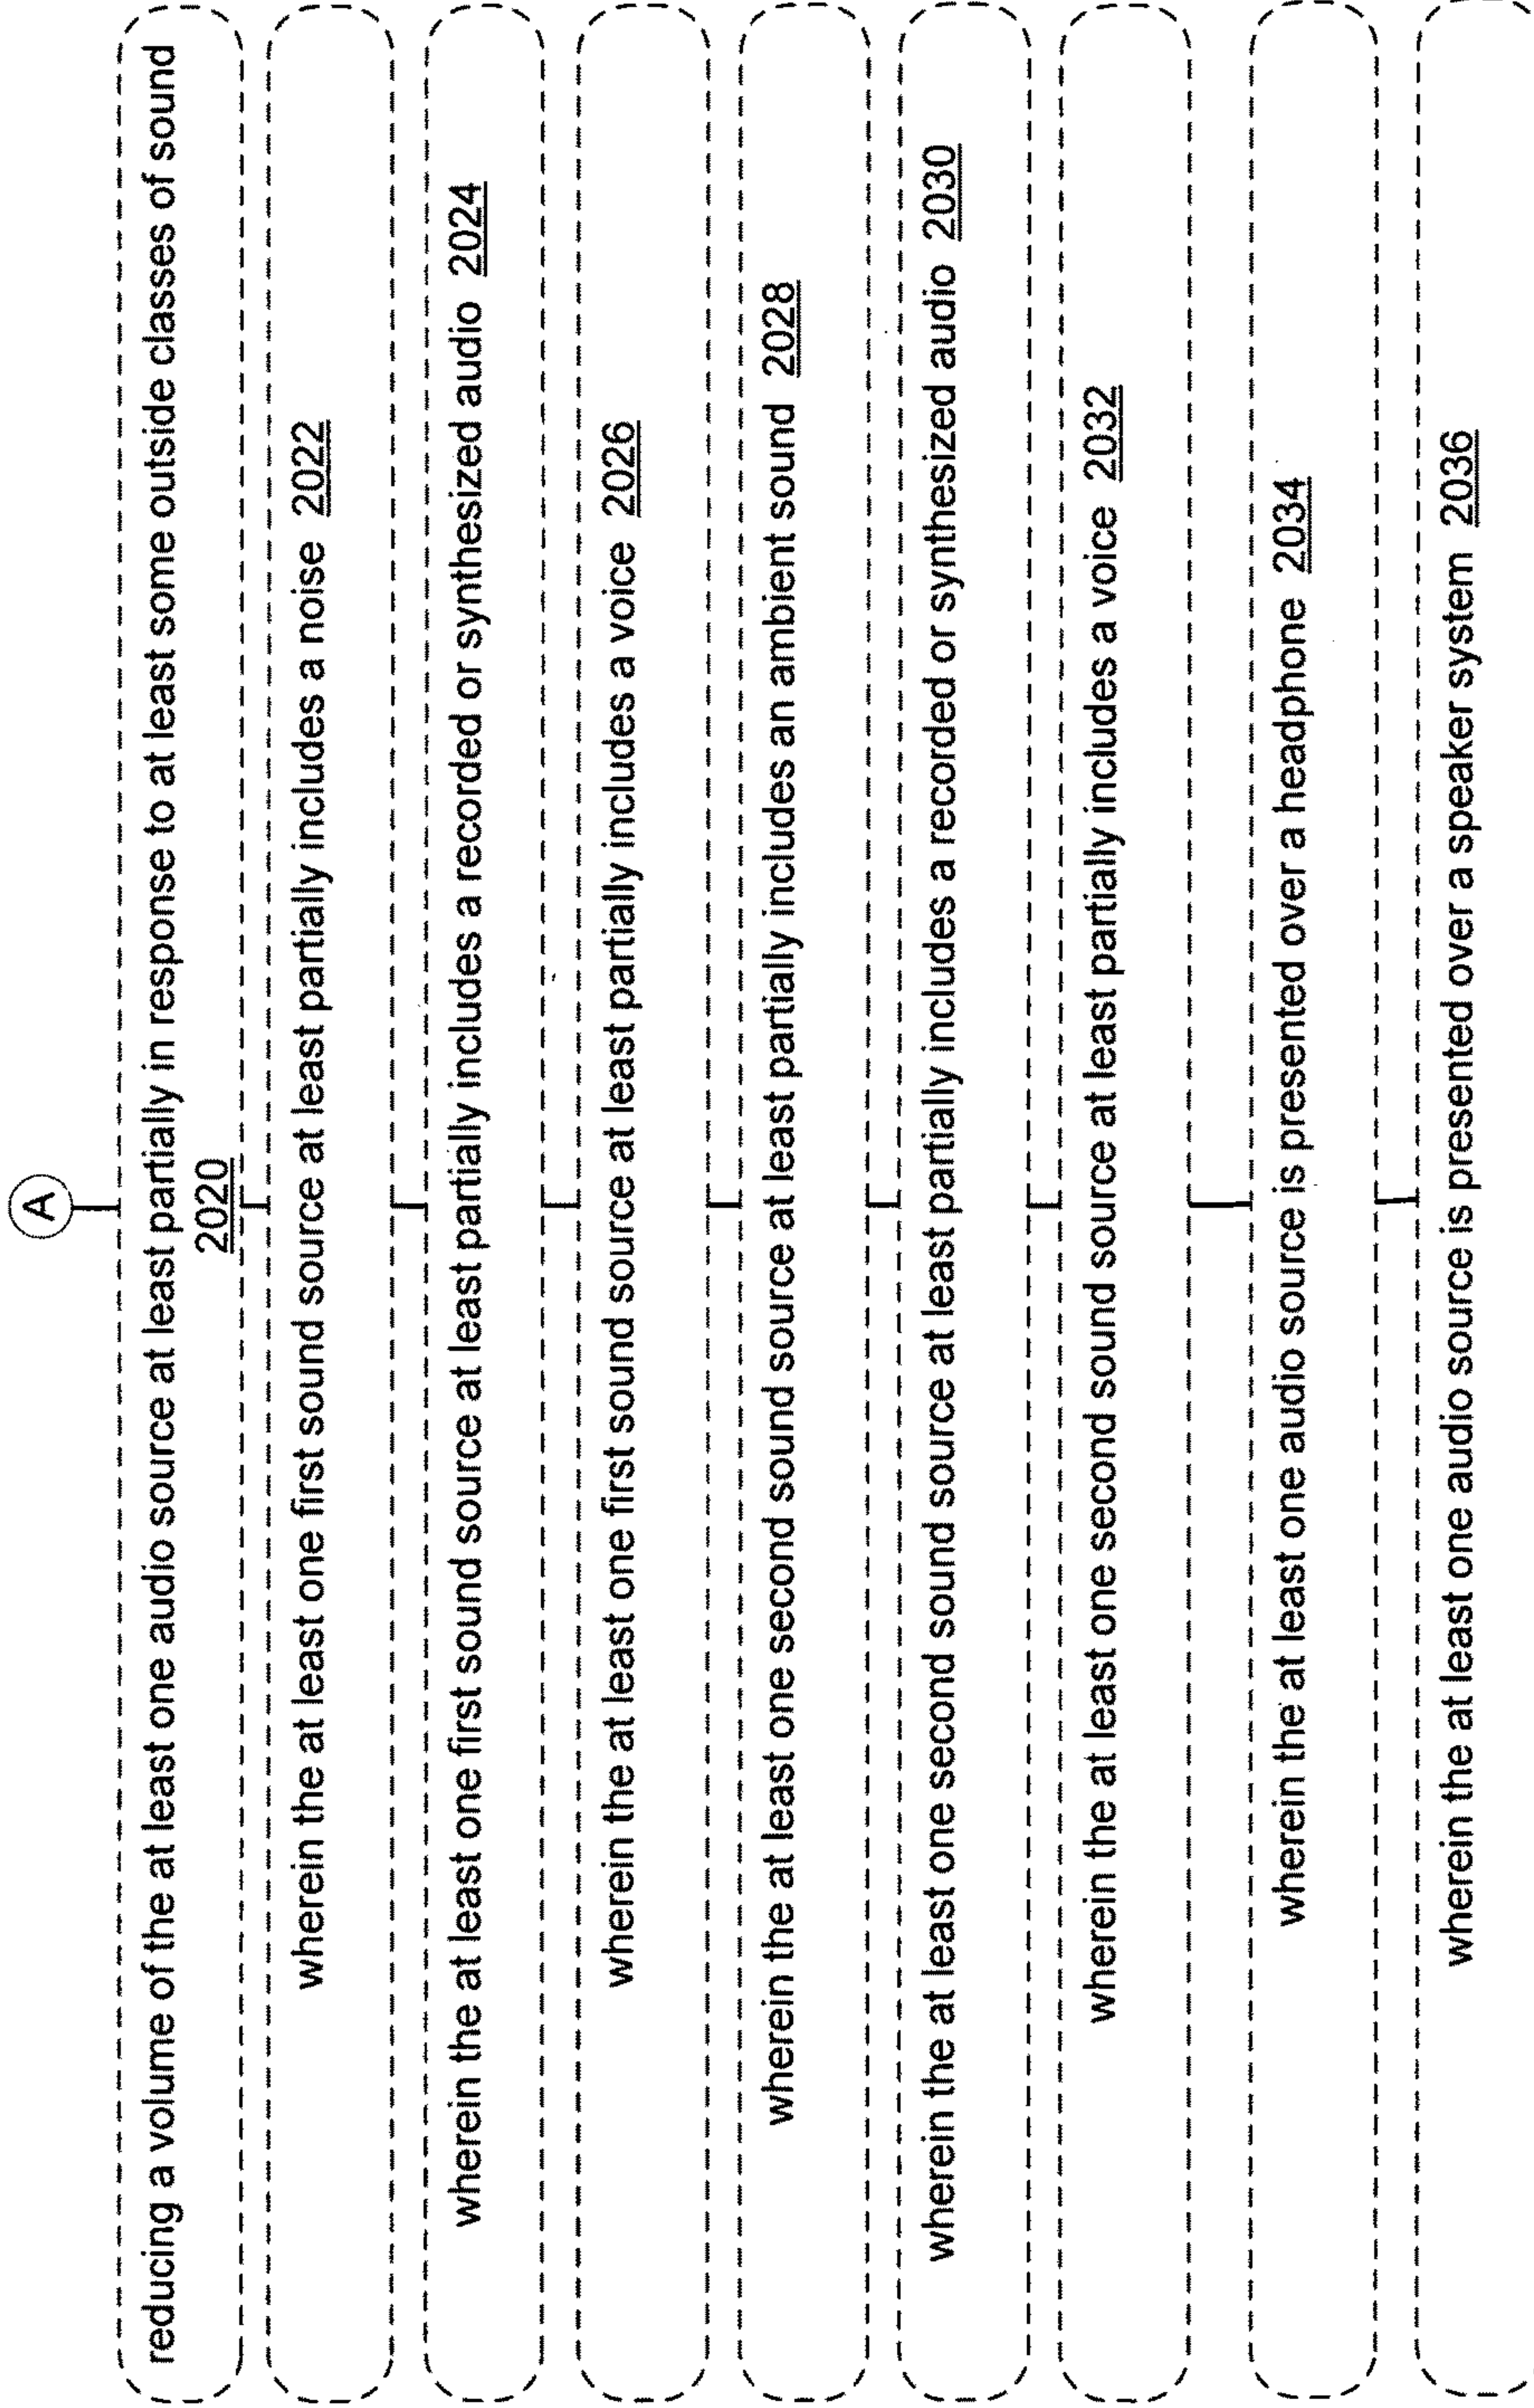 A
reducing a volume of the at least one audio source at least partially in response to at least some outside classes of sound
2020
wherein the at least one first sound source at least partially includes a noise 2022
wherein the at least one first sound source at least partially includes a recorded or synthesized audio 2024
wherein the at least one first sound source at least partially includes a voice 2026
wherein the at least one second sound source at least partially includes an ambient sound 2028
wherein the at least one second sound source at least partially includes a recorded or synthesized audio 2030
wherein the at least one second sound source at least partially includes a voice 2032
wherein the at least one audio source is presented over a headphone 2034
wherein the at least one audio source is presented over a speaker system 2036